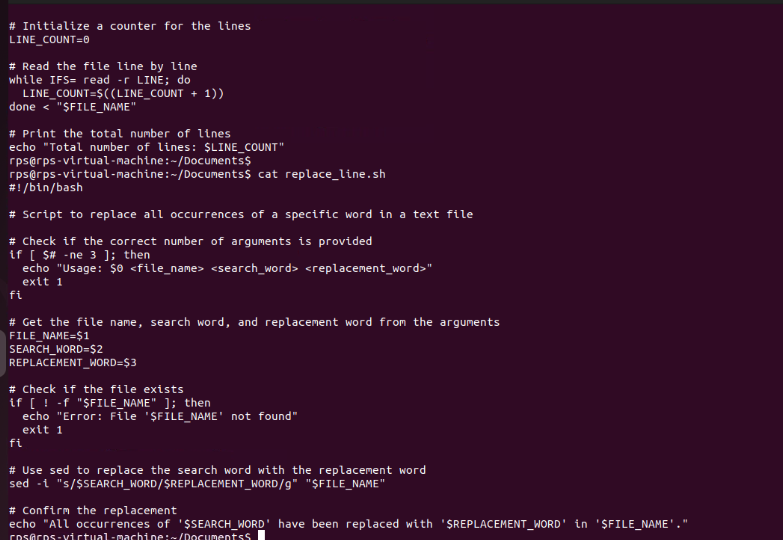 # Initialize a counter for the lines
LINE_COUNT=0
# Read the file line by line
while IFS= read -r LINE; do
  LINE_COUNT=$((LINE_COUNT + 1))
done < "$FILE_NAME"
# Print the total number of lines
echo "Total number of lines: $LINE_COUNT"
rps@rps-virtual-machine:~/Documents$
rps@rps-virtual-machine:~/Documents$ cat replace_line.sh
#!/bin/bash
# Script to replace all occurrences of a specific word in a text file
# Check if the correct number of arguments is provided
if [ $# -ne 3 ]; then
  echo "Usage: $0 <file_name> <search_word> <replacement_word>"
  exit 1
fi
# Get the file name, search word, and replacement word from the arguments
FILE_NAME=$1
SEARCH_WORD=$2
REPLACEMENT_WORD=$3
# Check if the file exists
if [ ! -f "$FILE_NAME" ]; then
  echo "Error: File '$FILE_NAME' not found"
  exit 1
fi
# Use sed to replace the search word with the replacement word
sed -i "s/$SEARCH_WORD/$REPLACEMENT_WORD/g" "$FILE_NAME"
# Confirm the replacement
echo "All occurrences of '$SEARCH_WORD' have been replaced with '$REPLACEMENT_WORD' in '$FILE_NAME'."
rps@rps-virtual-machine:~/Documents$